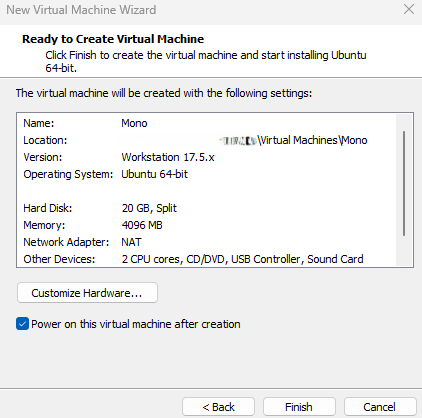 New Virtual Machine Wizard
Ready to Create Virtual Machine
Click Finish to create the virtual machine and start installing Ubuntu
64-bit.
The virtual machine will be created with the following settings:
Name: Mono
Location: \Virtual Machines\Mono
Version: Workstation 17.5.x
Operating System: Ubuntu 64-bit
Hard Disk: 20 GB, Split
Memory: 4096 MB
Network Adapter: NAT
Other Devices: 2 CPU cores, CD/DVD, USB Controller, Sound Card
Customize Hardware...
Power on this virtual machine after creation
< Back Finish Cancel